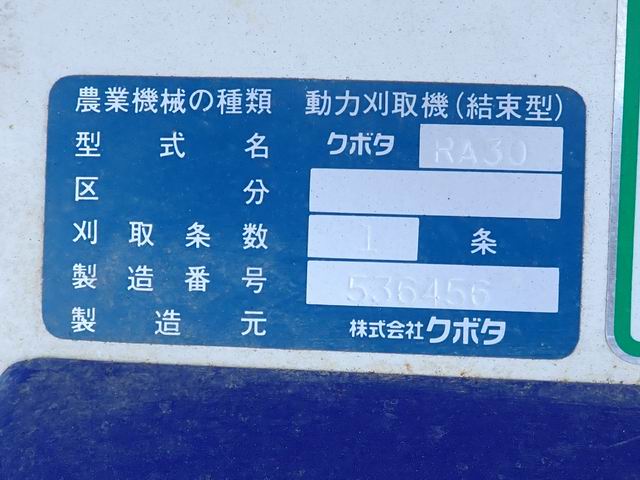 農業機械の種類 動力刈取機(結束型)
型式名 クボタ RA30
区分
刈取条数 1 条
製造番号 536456
製造元 株式会社クボタ